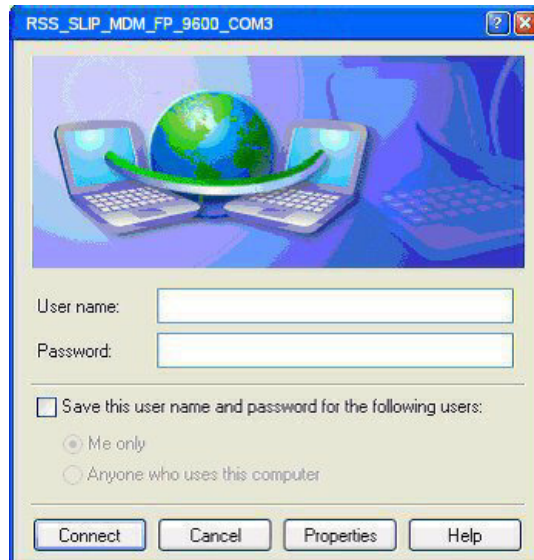 RSS_SLIP_MDM_FP_9600_COM3
User name:
Password:
Save this user name and password for the following users:
Me only
Anyone who uses this computer
Connect Cancel Properties Help